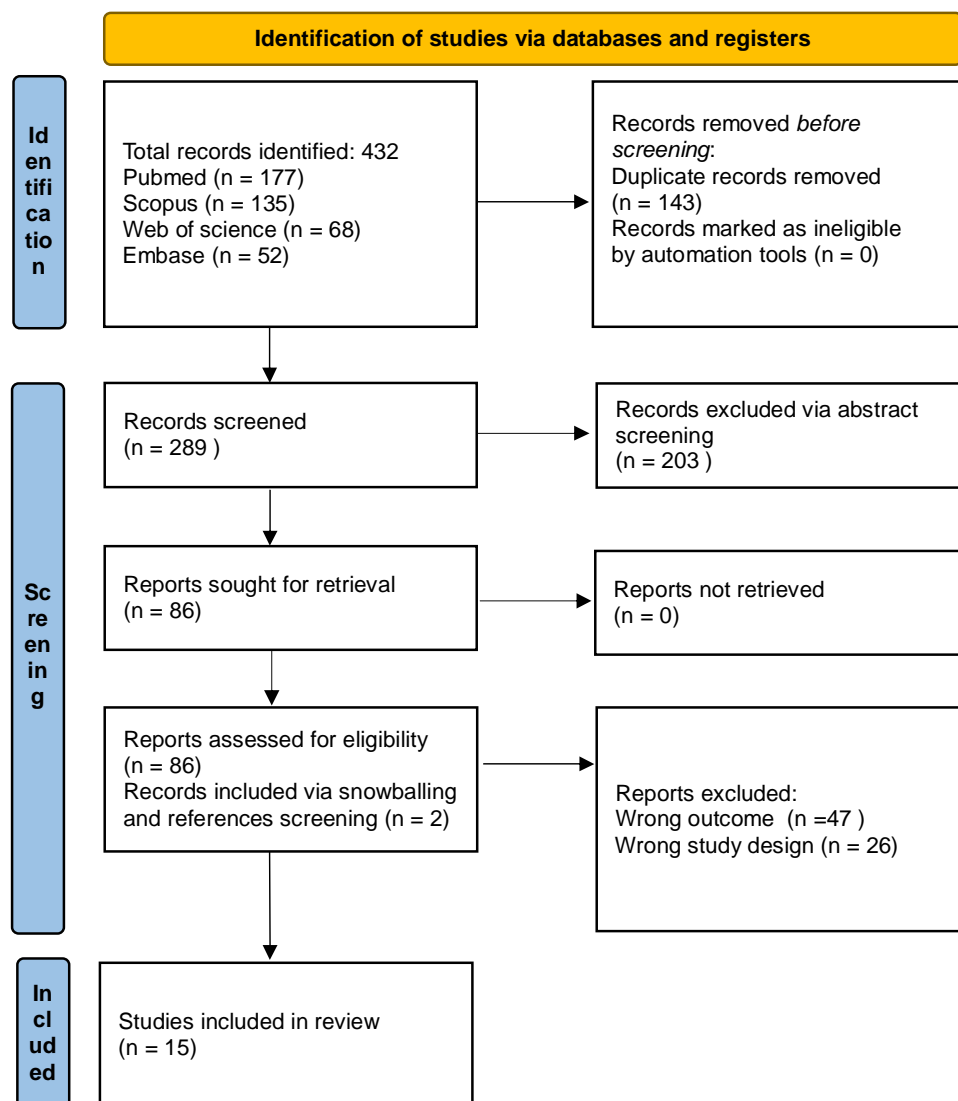 Identification of studies via databases and registers
Id
en
tifi
ca
tio
n
Total records identified: 432
Pubmed (n = 177)
Scopus (n = 135)
Web of science (n = 68)
Embase (n = 52)
Records removed before
screening:
Duplicate records removed
(n = 143)
Records marked as ineligible
by automation tools (n = 0)
Sc
re
en
in
g
Records screened
(n = 289 )
Records excluded via abstract
screening
(n = 203 )
Reports sought for retrieval
(n = 86)
Reports not retrieved
(n = 0)
Reports assessed for eligibility
(n = 86)
Records included via snowballing
and references screening (n = 2)
Reports excluded:
Wrong outcome  (n =47 )
Wrong study design (n = 26)
In
cl
ud
ed
Studies included in review
(n = 15)